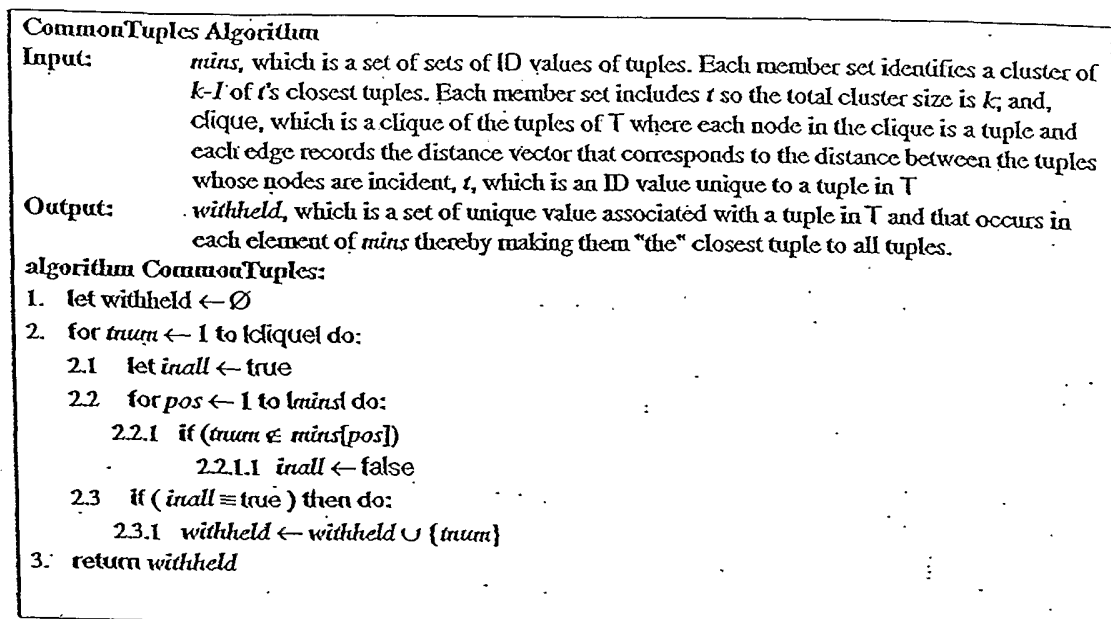 CommonTuples Algorithm
Input: mins, which is a set of sets of ID values of tuples. Each member set identifies a cluster of
k-1 of t's closest tuples. Each member set includes t so the total cluster size is k; and,
clique, which is a clique of the tuples of T where each node in the clique is a tuple and
each edge records the distance vector that corresponds to the distance between the tuples
whose nodes are incident, t, which is an ID value unique to a tuple in T
Output: withheld, which is a set of unique value associated with a tuple in T and that occurs in
each element of mins thereby making them "the" closest tuple to all tuples.
algorithm CommonTuples:
1. let withheld ← Ø
2. for tnum ← 1 to |clique| do:
2.1 let inall ← true
2.2 for pos ← 1 to |mins| do:
2.2.1 if (tnum ∉ mins[pos])
2.2.1.1 inall ← false
2.3 if ( inall ≡ true ) then do:
2.3.1 withheld ← withheld ∪ {tnum}
3. return withheld